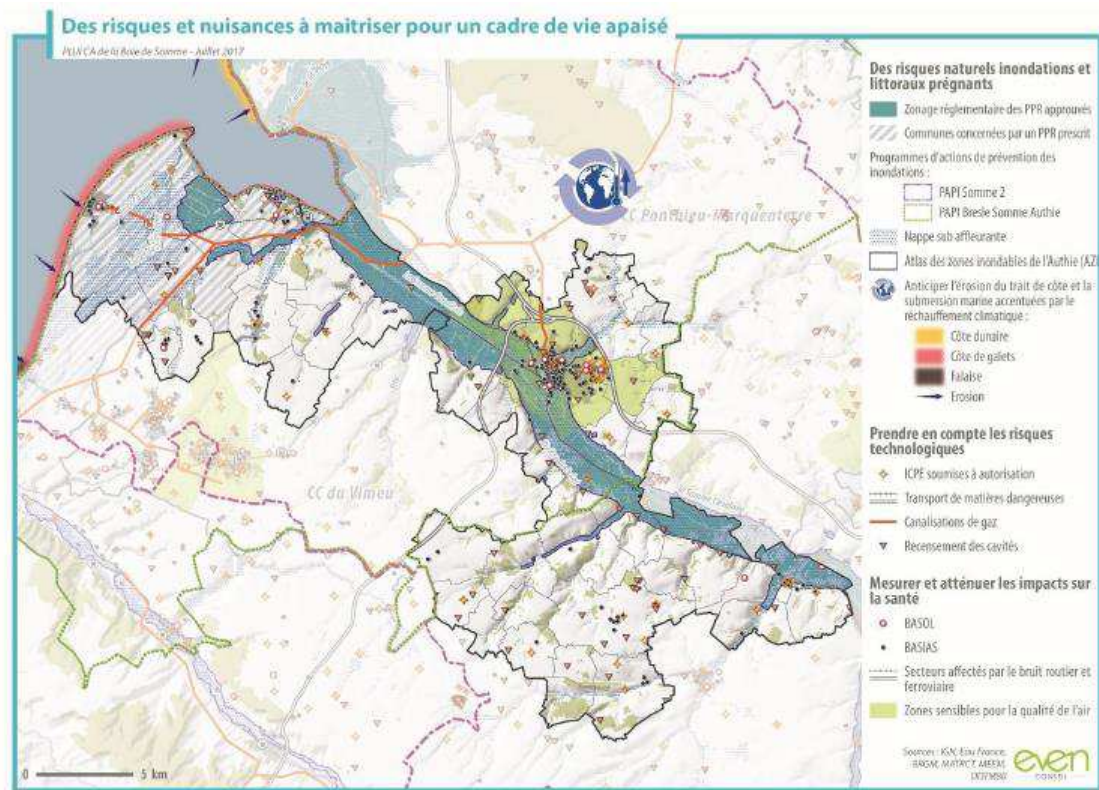 Des risques et nuisances à maitriser pour un cadre de vie apaisé
PLUi CA de la Baie de Somme - Juillet 2017
CC Ponthieu-Marquenterre
CC du Vimeu
0 5 km
Des risques naturels inondations et
littoraux prégnants
Zonage réglementaire des PPR approuvés
Communes concernées par un PPR prescrit
Programmes d'actions de prévention des
inondations :
PAPI Somme 2
PAPI Bresle Somme Authie
Nappe sub affleurante
Atlas des zones inondables de l'Authie (AZI
Anticiper l'érosion du trait de côte et la
submersion marine accentuées par le
réchauffement climatique :
Côte dunaire
Côte de galets
Falaise
Erosion
Prendre en compte les risques
technologiques
ICPE soumises à autorisation
Transport de matières dangereuses
Canalisations de gaz
Recensement des cavités
Mesurer et atténuer les impacts sur
la santé
BASOL
BASIAS
Secteurs affectés par le bruit routier et
ferroviaire
Zones sensibles pour la qualité de l'air
Sources : IGN, Eau France,
BRGM,
even
CONSEIL